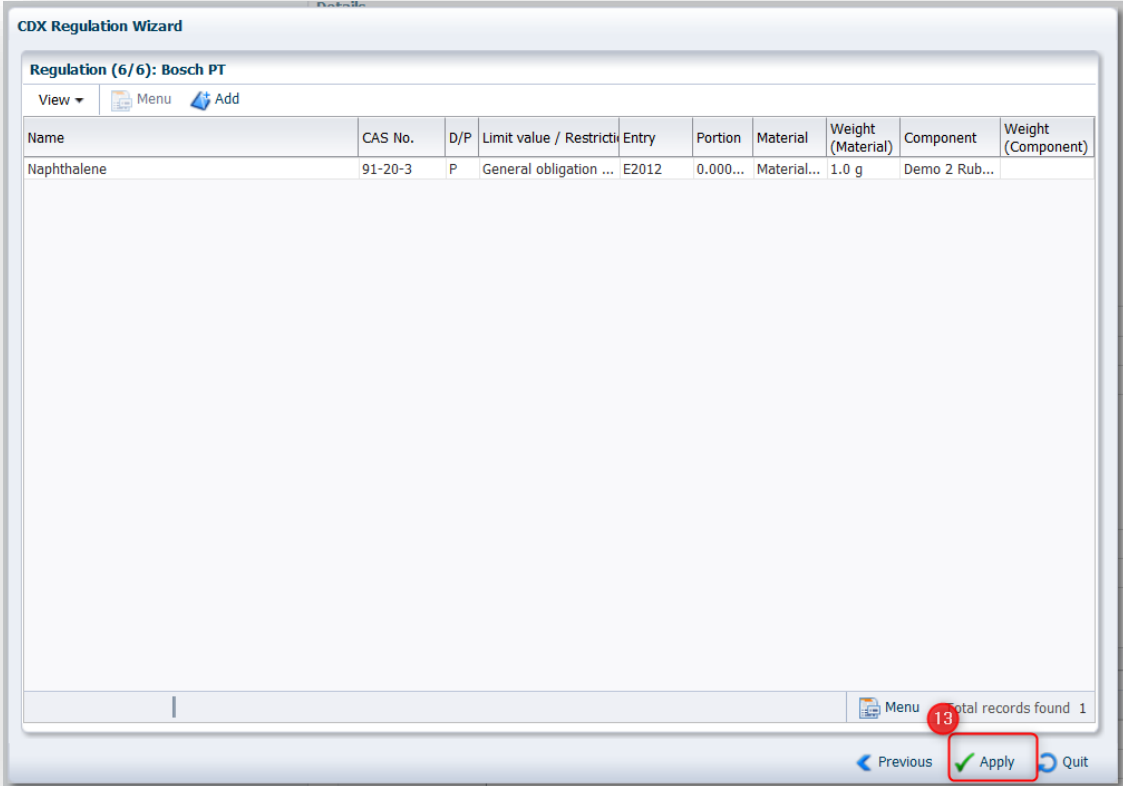 Details
CDX Regulation Wizard
Regulation (6/6): Bosch PT
View Menu Add
Name CAS No. D/P Limit value / Restrictio Entry Portion Material Weight (Material) Component Weight (Component)
Naphthalene 91-20-3 P General obligation ... E2012 0.000... Material... 1.0 g Demo 2 Rub...
Menu Total records found 1
13
Previous Apply Quit